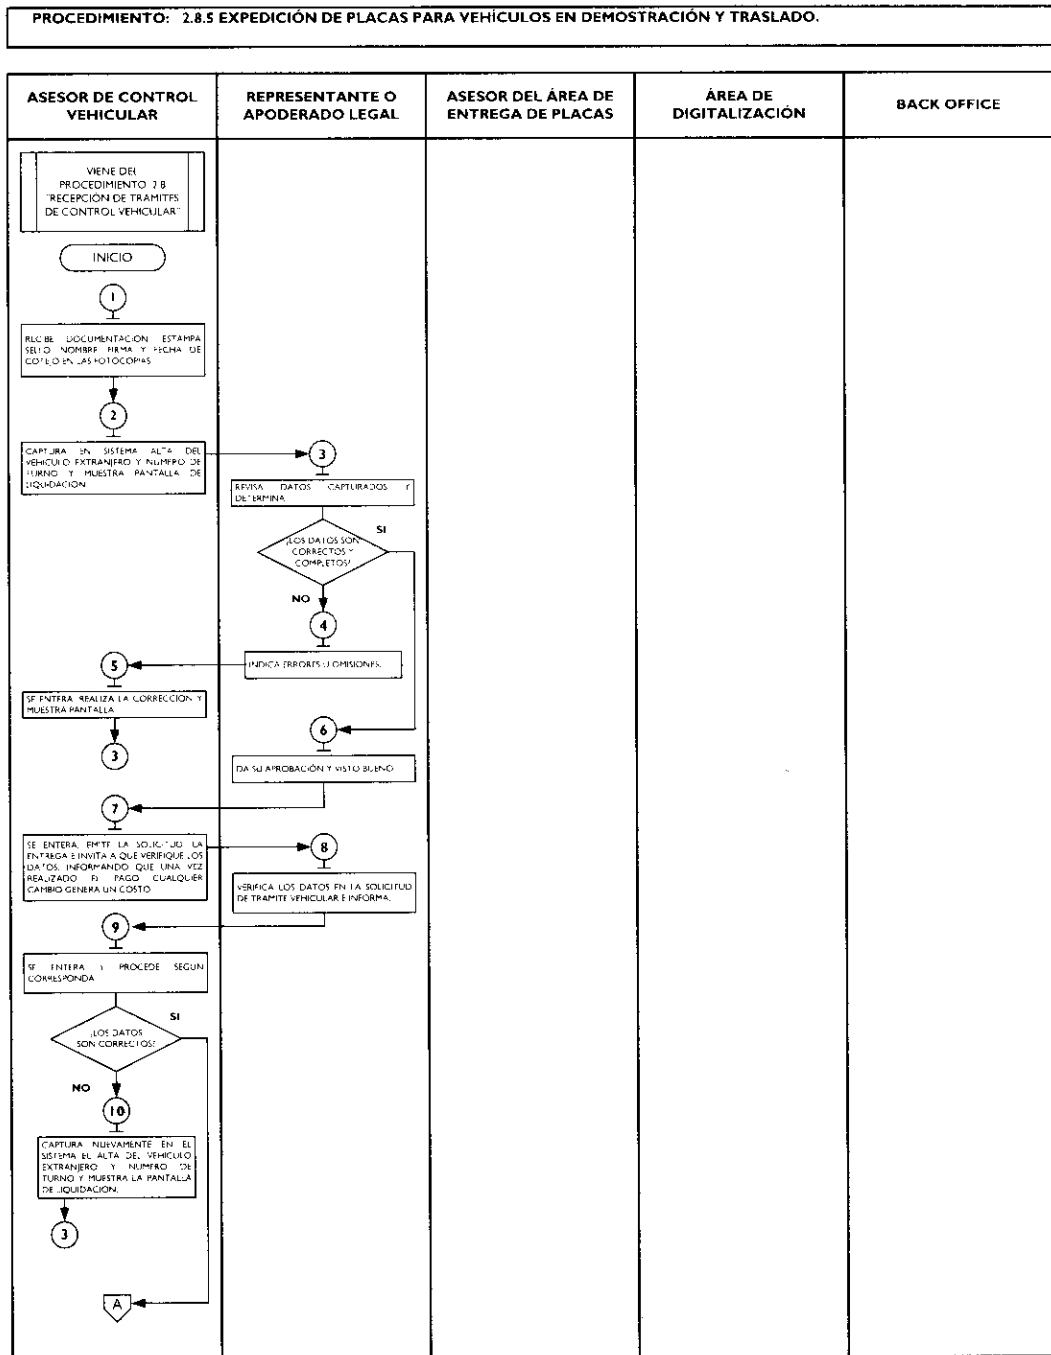 PROCEDIMIENTO: 2.8.5 EXPEDICIÓN DE PLACAS PARA VEHÍCULOS EN DEMOSTRACIÓN Y TRASLADO.
ASESOR DE CONTROL
VEHICULAR
REPRESENTANTE O
APODERADO LEGAL
ASESOR DEL ÁREA DE
ENTREGA DE PLACAS
ÁREA DE
DIGITALIZACIÓN
BACK OFFICE
VIENE DEL
PROCEDIMIENTO 2.8
"RECEPCIÓN DE TRAMITES
DE CONTROL VEHICULAR"
INICIO
1
RECIBE DOCUMENTACION ESTAMPA
SELLO NOMBRE FIRMA Y FECHA DE
COTEJO EN LAS FOTOCOPIAS
2
CAPTURA EN SISTEMA ALTA DEL
VEHICULO EXTRANJERO Y NUMERO DE
TURNO Y MUESTRA PANTALLA DE
LIQUIDACION
3
REVISA DATOS CAPTURADOS Y
DETERMINA
¿LOS DATOS SON
CORRECTOS Y
COMPLETOS?
SI
NO
4
INDICA ERRORES U OMISIONES.
5
SE ENTERA, REALIZA LA CORRECCION Y
MUESTRA PANTALLA
3
6
DA SU APROBACIÓN Y VISTO BUENO
7
SE ENTERA, EMITE LA SOLICITUD, LA
ENTREGA E INVITA A QUE VERIFIQUE LOS
DATOS, INFORMANDO QUE UNA VEZ
REALIZADO EL PAGO CUALQUIER
CAMBIO GENERA UN COSTO
8
VERIFICA LOS DATOS EN LA SOLICITUD
DE TRAMITE VEHICULAR E INFORMA.
9
SE ENTERA Y PROCEDE SEGUN
CORRESPONDA
¿LOS DATOS
SON CORRECTOS?
SI
NO
10
CAPTURA NUEVAMENTE EN EL
SISTEMA EL ALTA DEL VEHICULO
EXTRANJERO Y NUMERO DE
TURNO Y MUESTRA LA PANTALLA
DE LIQUIDACIÓN.
3
A